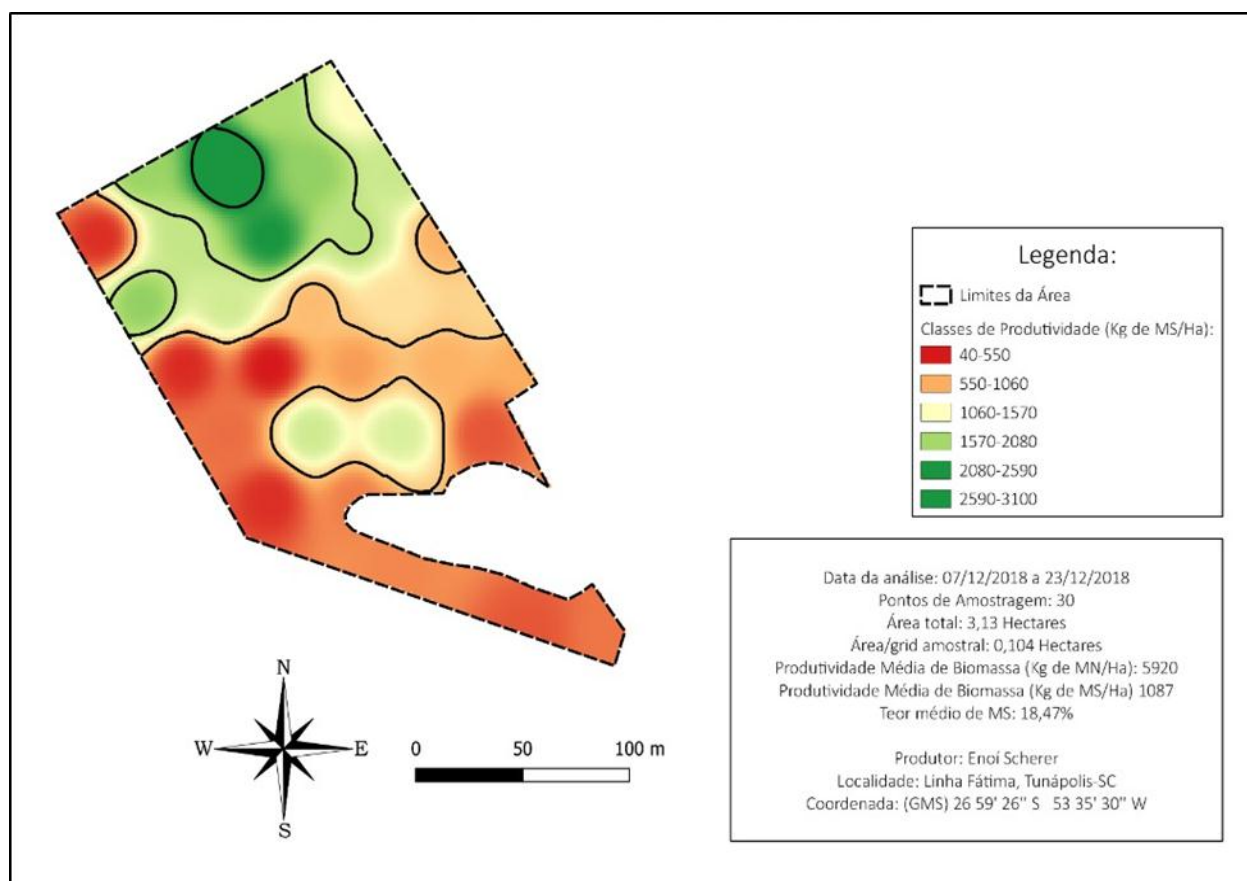 Legenda:
Limites da Área
Classes de Produtividade (Kg de MS/Ha):
40-550
550-1060
1060-1570
1570-2080
2080-2590
2590-3100
Data da análise: 07/12/2018 a 23/12/2018
Pontos de Amostragem: 30
Área total: 3,13 Hectares
Área/grid amostral: 0,104 Hectares
Produtividade Média de Biomassa (Kg de MN/Ha): 5920
Produtividade Média de Biomassa (Kg de MS/Ha) 1087
Teor médio de MS: 18,47%
Produtor: Enoí Scherer
Localidade: Linha Fátima, Tunápolis-SC
Coordenada: (GMS) 26 59' 26" S 53 35' 30" W
N
W E
S
0 50 100 m